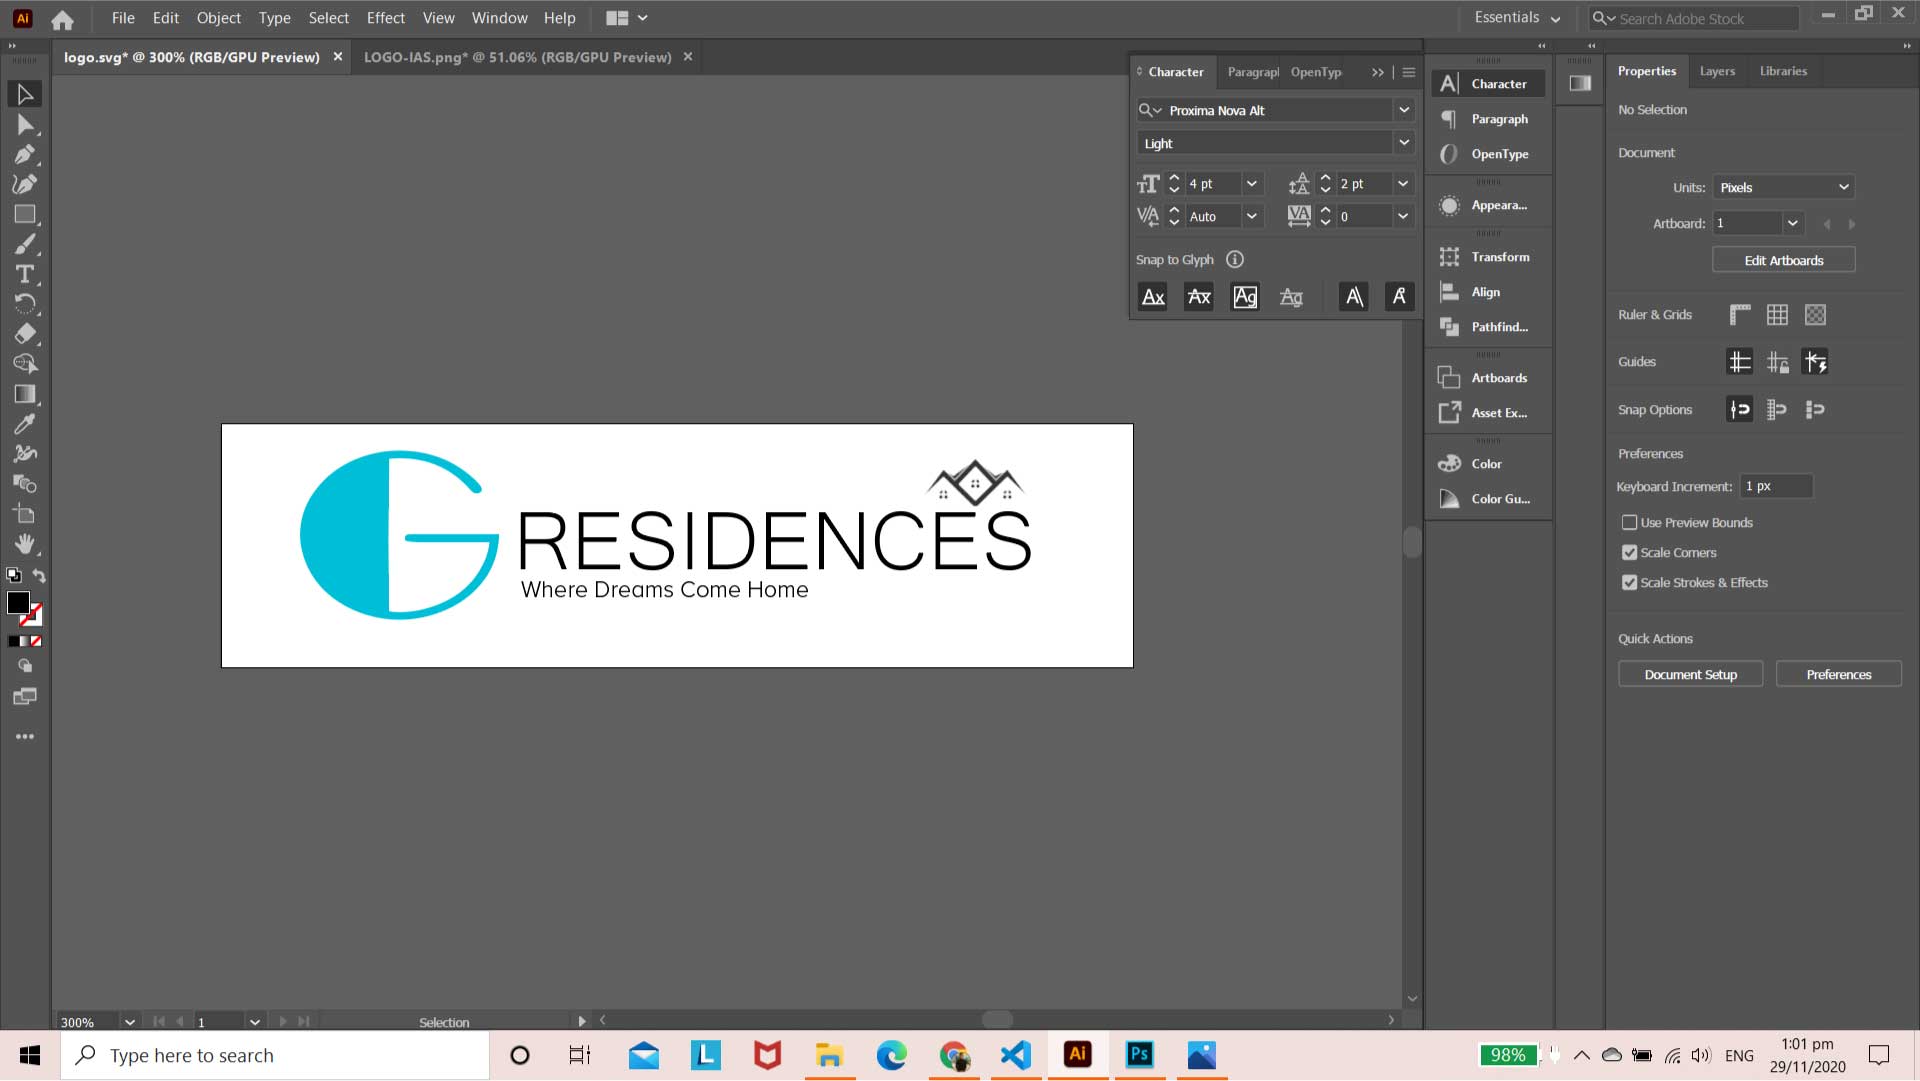 Ai File Edit Object Type Select Effect View Window Help Essentials Search Adobe Stock
logo.svg* @ 300% (RGB/GPU Preview) × LOGO-IAS.png* @ 51.06% (RGB/GPU Preview) ×
Character Paragraph OpenTyp
Proxima Nova Alt
Light
4 pt 2 pt
Auto 0
Snap to Glyph
Character
Paragraph
OpenType
Appeara...
Transform
Align
Pathfind...
Artboards
Asset Ex...
Color
Color Gu...
Properties Layers Libraries
No Selection
Document
Units: Pixels
Artboard: 1
Edit Artboards
Ruler & Grids
Guides
Snap Options
Preferences
Keyboard Increment: 1 px
Use Preview Bounds
Scale Corners
Scale Strokes & Effects
Quick Actions
Document Setup Preferences
G RESIDENCES
Where Dreams Come Home
300% 1 Selection
Type here to search
L Ai Ps
98% ENG
1:01 pm
29/11/2020